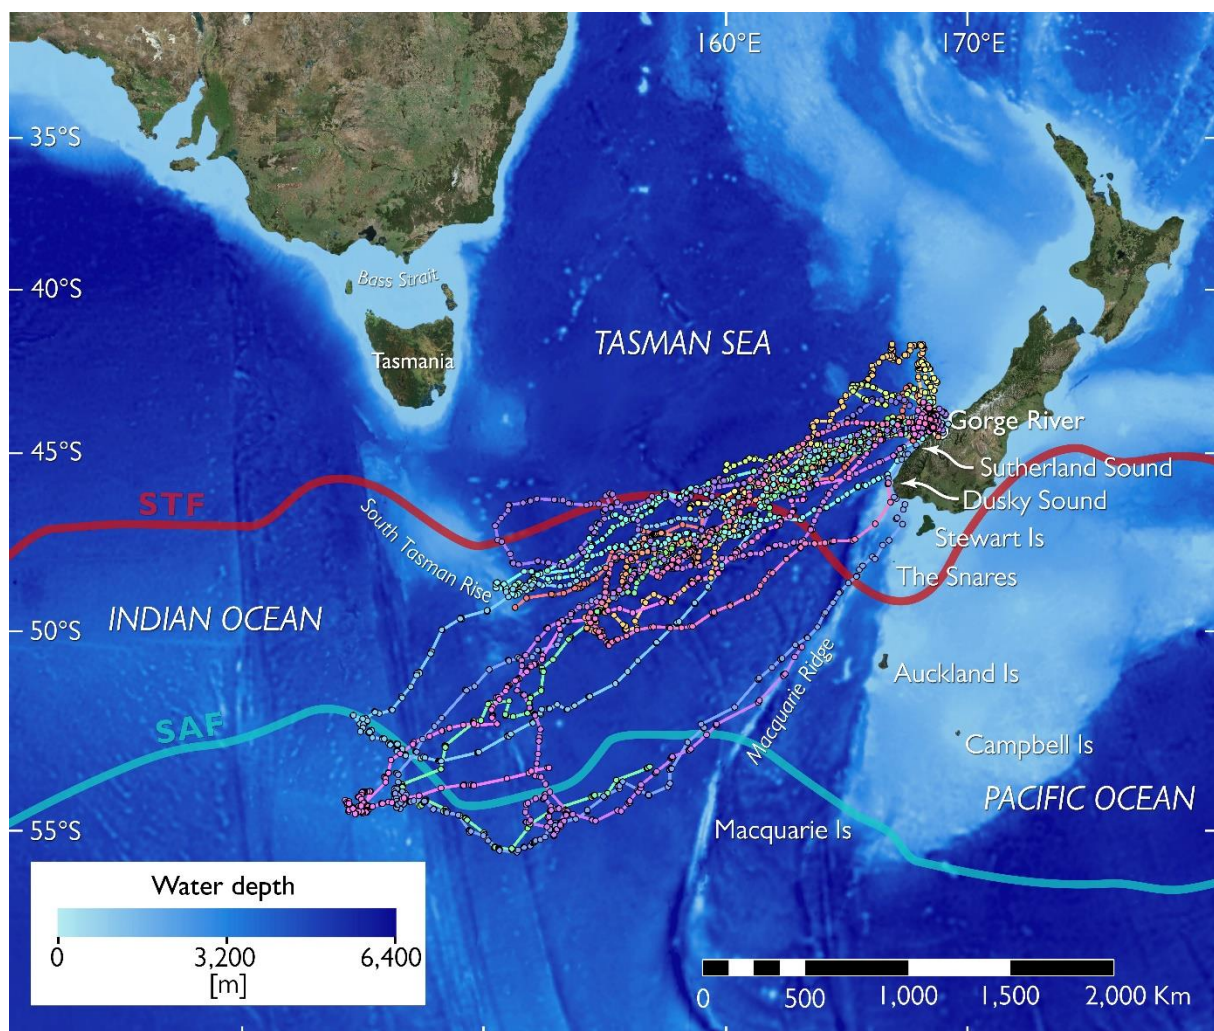 160°E
170°E
35°S
40°S
Bass Strait
TASMAN SEA
Tasmania
Gorge River
45°S
Sutherland Sound
STF
Dusky Sound
South Tasman Rise
Stewart Is
The Snares
INDIAN OCEAN
50°S
Auckland Is
Macquarie Ridge
SAF
Campbell Is
PACIFIC OCEAN
55°S
Macquarie Is
Water depth
0
3,200
6,400
[m]
0
500
1,000
1,500
2,000 Km